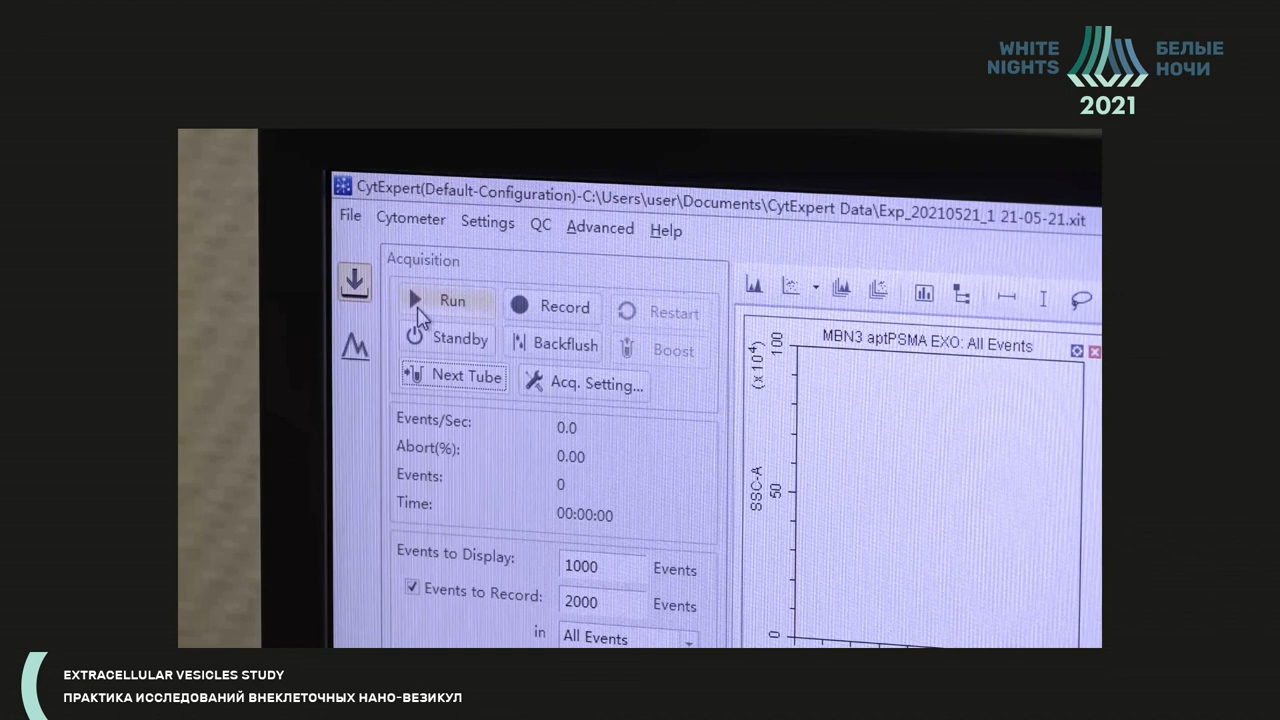 WHITE NIGHTS
БЕЛЫЕ НОЧИ
2021
CytExpert(Default-Configuration)-C:\Users\user\Documents\CytExpert Data\Exp_20210521_1 21-05-21.xit
File Cytometer Settings QC Advanced Help
Acquisition
Run Record Restart
Standby Backflush Boost
Next Tube Acq. Setting...
Events/Sec: 0.0
Abort(%): 0.00
Events: 0
Time: 00:00:00
Events to Display: 1000 Events
Events to Record: 2000 Events
in All Events
MBN3 aptPSMA EXO: All Events
(x 10⁴)
100
SSC-A
50
0
EXTRACELLULAR VESICLES STUDY
ПРАКТИКА ИССЛЕДОВАНИЙ ВНЕКЛЕТОЧНЫХ НАНО-ВЕЗИКУЛ